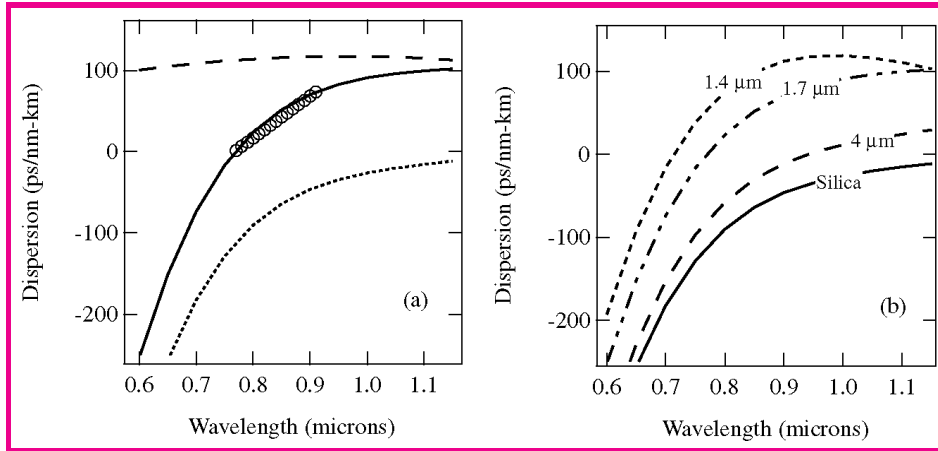 Dispersion (ps/nm-km)
100
0
-100
-200
(a)
0.6 0.7 0.8 0.9 1.0 1.1
Wavelength (microns)
Dispersion (ps/nm-km)
100
0
-100
-200
1.4 µm
1.7 µm
4 µm
Silica
(b)
0.6 0.7 0.8 0.9 1.0 1.1
Wavelength (microns)